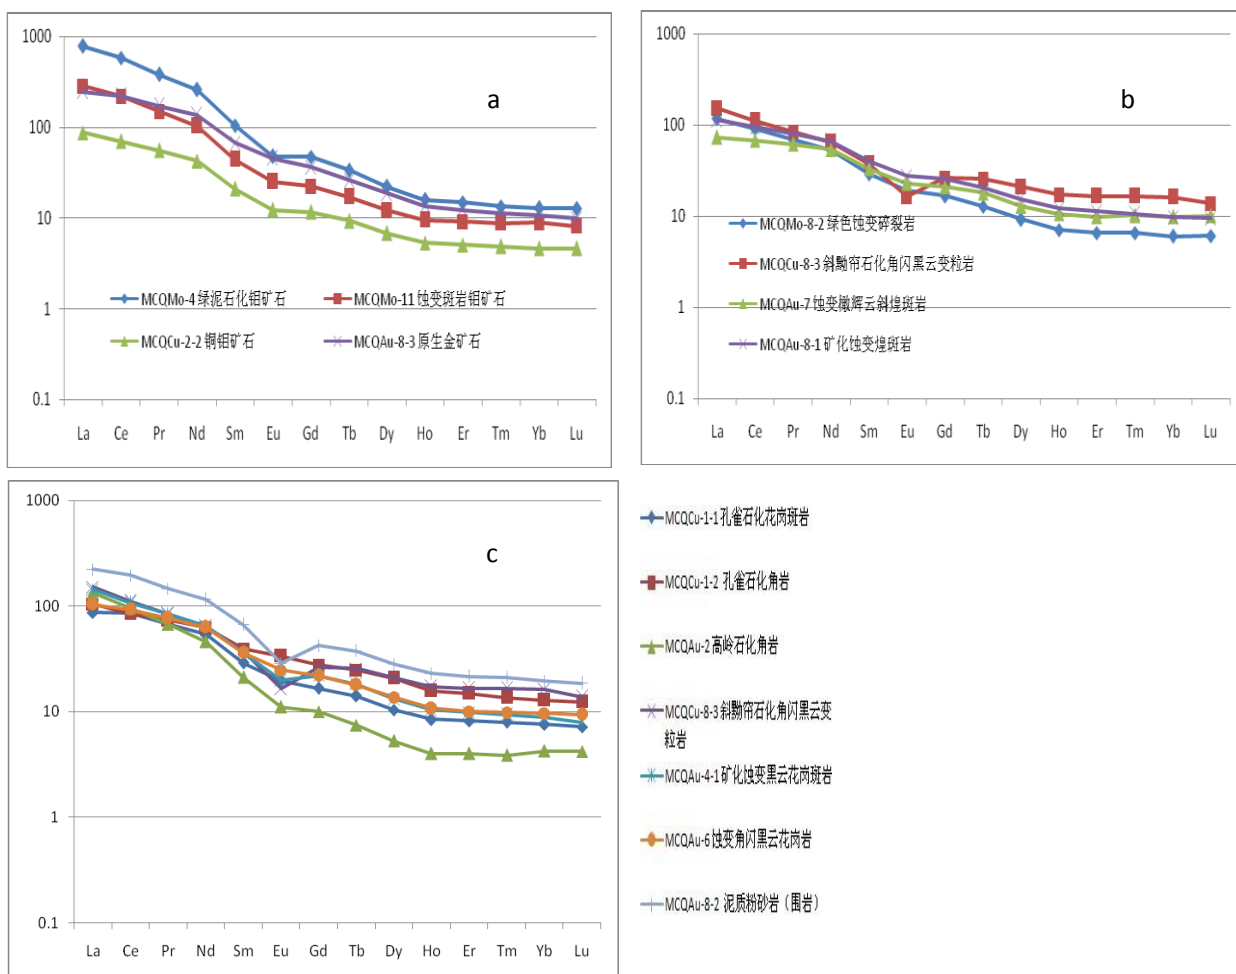 1000
100
10
1
0.1
a
MCQMo-4 绿泥石化钼矿石
MCQMo-11 蚀变斑岩钼矿石
MCQCu-2-2 铜钼矿石
MCQAu-8-3 原生金矿石
La Ce Pr Nd Sm Eu Gd Tb Dy Ho Er Tm Yb Lu
1000
100
10
1
0.1
b
MCQMo-8-2 绿色蚀变碎裂岩
MCQCu-8-3 斜黝帘石化角闪黑云变粒岩
MCQAu-7 蚀变橄辉云斜煌斑岩
MCQAu-8-1 矿化蚀变煌斑岩
La Ce Pr Nd Sm Eu Gd Tb Dy Ho Er Tm Yb Lu
1000
100
10
1
0.1
c
La Ce Pr Nd Sm Eu Gd Tb Dy Ho Er Tm Yb Lu
MCQCu-1-1 孔雀石化花岗斑岩
MCQCu-1-2 孔雀石化角岩
MCQAu-2 高岭石化角岩
MCQCu-8-3 斜黝帘石化角闪黑云变
粒岩
MCQAu-4-1 矿化蚀变黑云花岗斑岩
MCQAu-6 蚀变角闪黑云花岗岩
MCQAu-8-2 泥质粉砂岩（围岩）